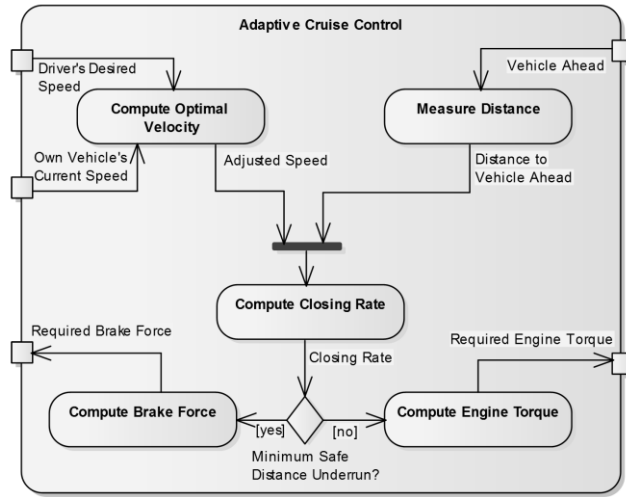 Adaptive Cruise Control
Driver's Desired
Speed
Vehicle Ahead
Compute Optimal
Velocity
Measure Distance
Own Vehicle's
Current Speed
Adjusted Speed
Distance to
Vehicle Ahead
Compute Closing Rate
Required Brake Force
Required Engine Torque
Closing Rate
Compute Brake Force
Compute Engine Torque
[yes]
[no]
Minimum Safe
Distance Underrun?